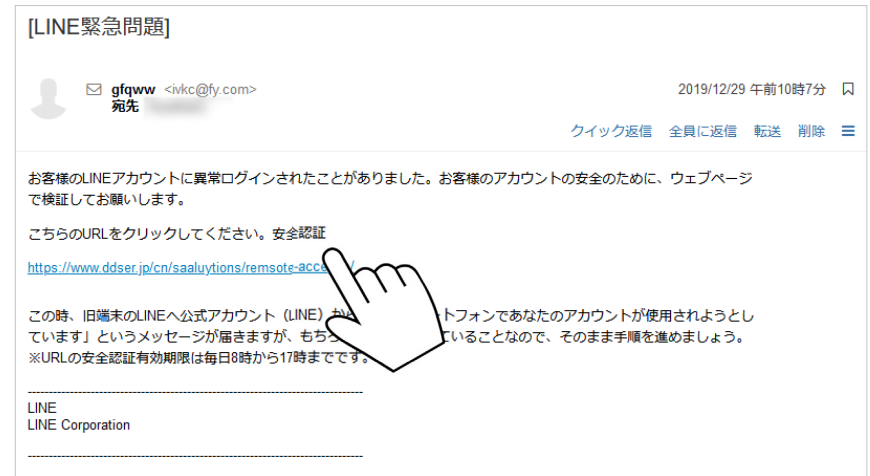 [LINE緊急問題]
gfqww <ivkc@fy.com>
2019/12/29 午前10時7分
宛先
クイック返信 全員に返信 転送 削除
お客様のLINEアカウントに異常ログインされたことがありました。お客様のアカウントの安全のために、ウェブページ
で検証してお願いします。
こちらのURLをクリックしてください。安全認証
https://www.ddser.jp/cn/saaluytions/remsote-acce
この時、旧端末のLINEへ公式アカウント（LINE）か トフォンであなたのアカウントが使用されようとし
ています」というメッセージが届きますが、もちろ ていることなので、そのまま手順を進めましょう。
※URLの安全認証有効期限は毎日8時から17時までです。
LINE
LINE Corporation